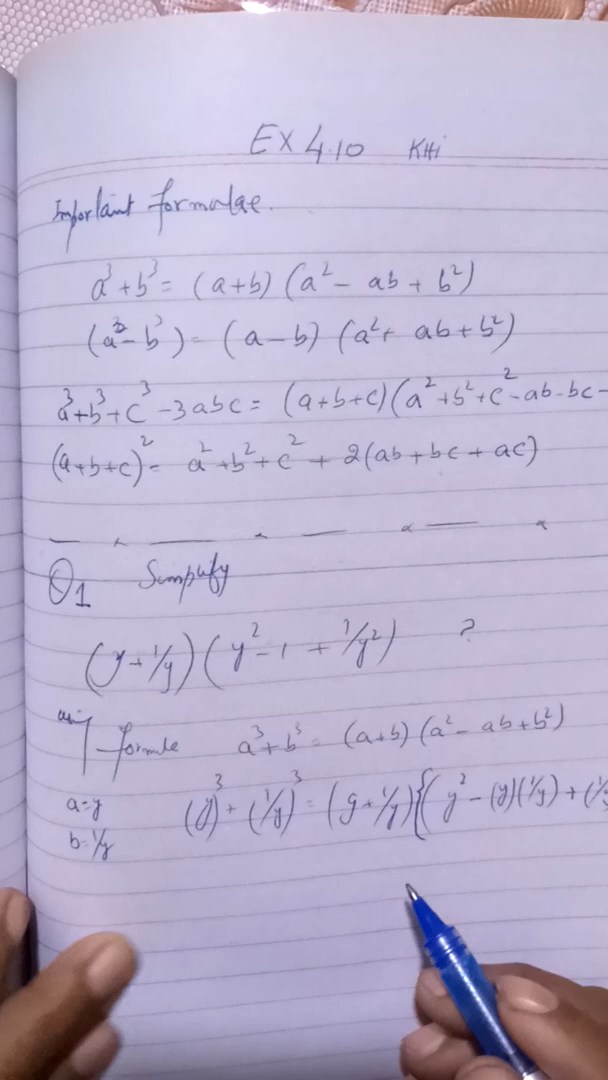 EX 4.10 KHi
Important formulae.
a³ + b³ = (a+b) (a² - ab + b²)
(a³ - b³) = (a-b) (a² + ab + b²)
a³+b³+c³ -3abc = (a+b+c)(a²+b²+c²-ab-bc-
(a+b+c)² = a²+b²+c² + 2(ab+bc+ac)
Q1 Simplify
(y+1/y) (y² - 1 + 1/y²) ?
using formule a³+b³ = (a+b) (a² - ab + b²)
a=y (y)³ + (1/y)³ = (y+1/y){(y² - (y)(1/y) + (1/y
b=1/y